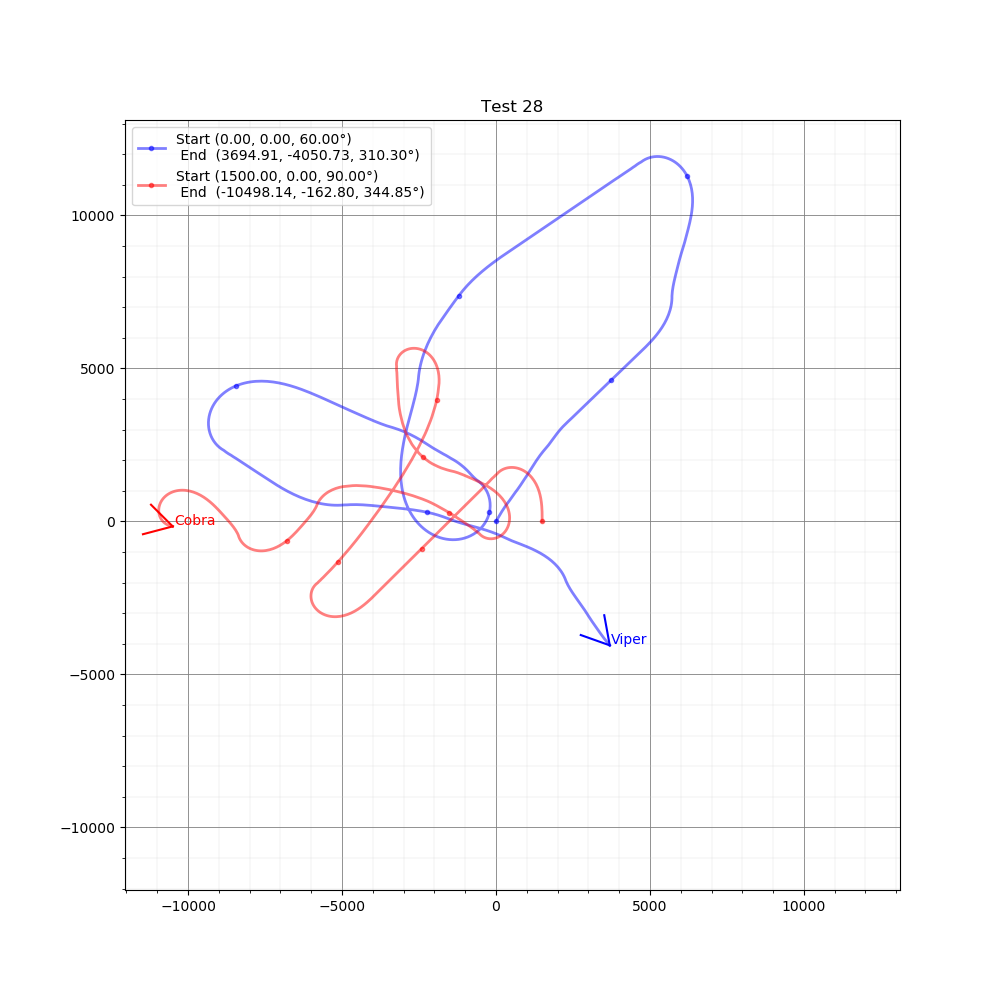 Test 28
Start (0.00, 0.00, 60.00°)
End (3694.91, -4050.73, 310.30°)
Start (1500.00, 0.00, 90.00°)
End (-10498.14, -162.80, 344.85°)
10000
5000
0
−5000
−10000
Cobra
Viper
−10000 −5000 0 5000 10000